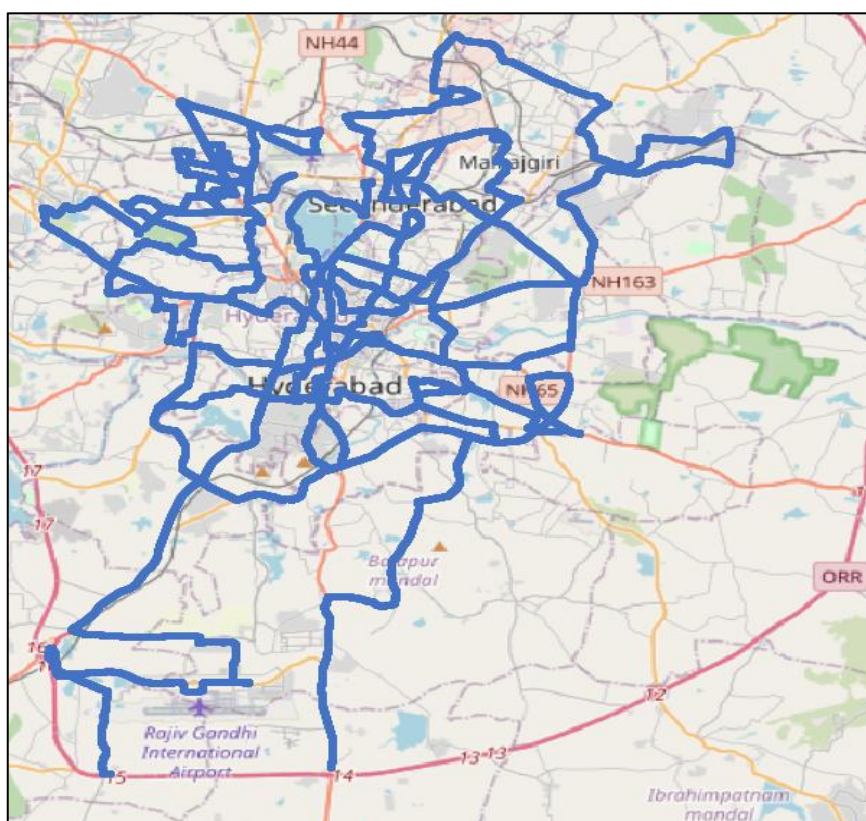 NH44
Malkajgiri
Secunderabad
NH163
Hyderabad
Hyderabad
NH65
17
17
Balapur
mandal
ORR
16
12
Rajiv Gandhi
International
Airport
13
13
15
14
Ibrahimpatnam
mandal